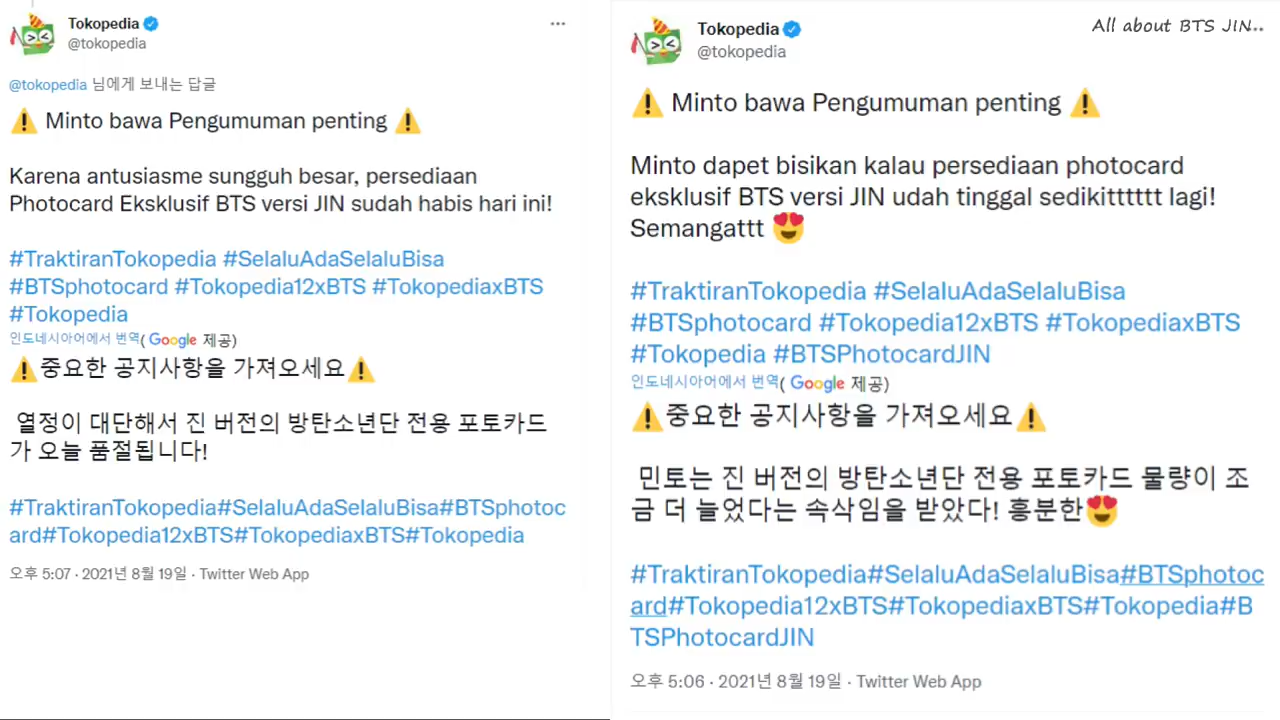 Tokopedia
@tokopedia
@tokopedia 님에게 보내는 답글
⚠️ Minto bawa Pengumuman penting ⚠️
Karena antusiasme sungguh besar, persediaan
Photocard Eksklusif BTS versi JIN sudah habis hari ini!
#TraktiranTokopedia #SelaluAdaSelaluBisa
#BTSphotocard #Tokopedia12xBTS #TokopediaxBTS
#Tokopedia
인도네시아어에서 번역( Google 제공)
⚠️중요한 공지사항을 가져오세요⚠️
열정이 대단해서 진 버전의 방탄소년단 전용 포토카드
가 오늘 품절됩니다!
#TraktiranTokopedia#SelaluAdaSelaluBisa#BTSphotoc
ard#Tokopedia12xBTS#TokopediaxBTS#Tokopedia
오후 5:07 · 2021년 8월 19일 · Twitter Web App
All about BTS JIN..
Tokopedia
@tokopedia
⚠️ Minto bawa Pengumuman penting ⚠️
Minto dapet bisikan kalau persediaan photocard
eksklusif BTS versi JIN udah tinggal sedikitttttt lagi!
Semangattt 😍
#TraktiranTokopedia #SelaluAdaSelaluBisa
#BTSphotocard #Tokopedia12xBTS #TokopediaxBTS
#Tokopedia #BTSPhotocardJIN
인도네시아어에서 번역( Google 제공)
⚠️중요한 공지사항을 가져오세요⚠️
민토는 진 버전의 방탄소년단 전용 포토카드 물량이 조
금 더 늘었다는 속삭임을 받았다! 흥분한😍
#TraktiranTokopedia#SelaluAdaSelaluBisa#BTSphotoc
ard#Tokopedia12xBTS#TokopediaxBTS#Tokopedia#B
TSPhotocardJIN
오후 5:06 · 2021년 8월 19일 · Twitter Web App